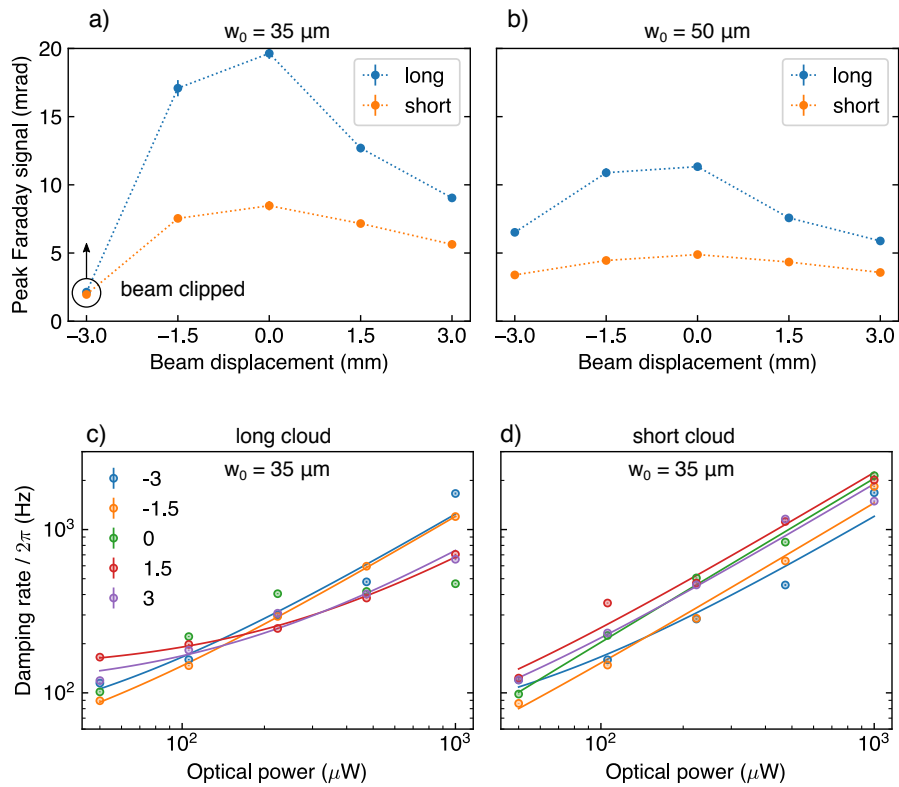 a)
w₀ = 35 μm
20
15
10
5
0
Peak Faraday signal (mrad)
long
short
beam clipped
−3.0
−1.5
0.0
1.5
3.0
Beam displacement (mm)
b)
w₀ = 50 μm
long
short
−3.0
−1.5
0.0
1.5
3.0
Beam displacement (mm)
c)
long cloud
w₀ = 35 μm
-3
-1.5
0
1.5
3
10³
10²
Damping rate / 2π (Hz)
10²
10³
Optical power (μW)
d)
short cloud
w₀ = 35 μm
10²
10³
Optical power (μW)